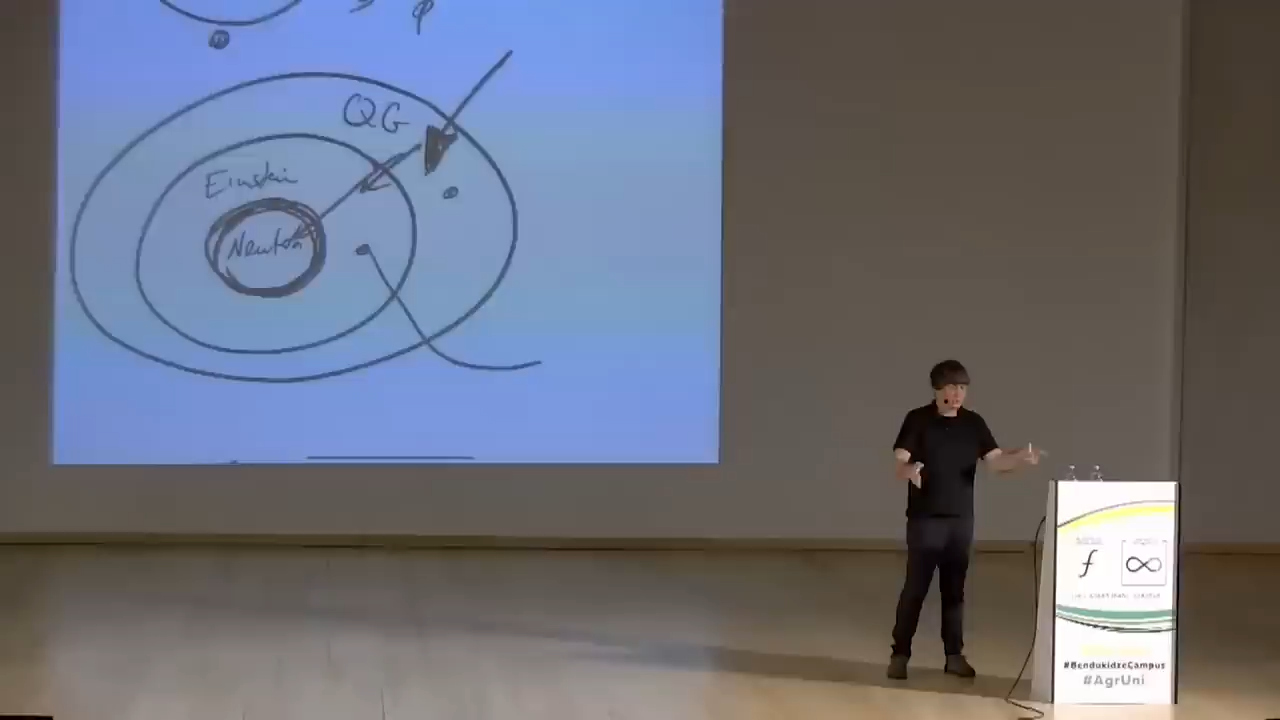 φ
QG
Einstein
Newton
f
∞
#BendukidzeCampus
#AgrUni